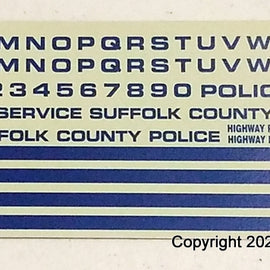 MNOPQRSTUVW
MNOPQRSTUVW
234567890 POLIC
SERVICE SUFFOLK COUNTY
FOLK COUNTY POLICE
HIGHWAY
HIGHWAY
Copyright 202